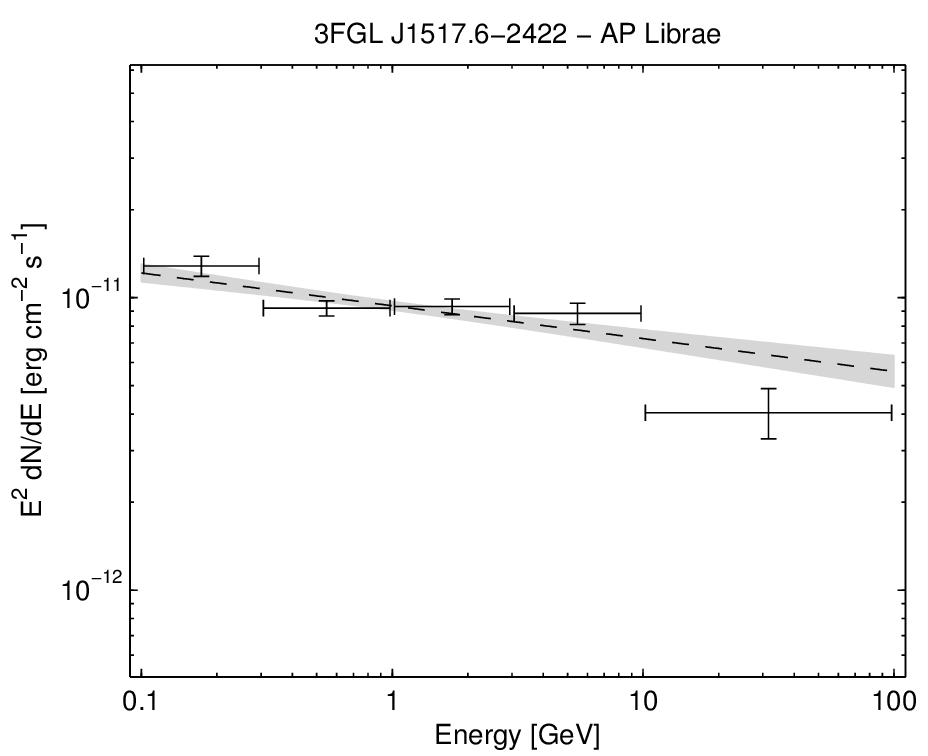 3FGL J1517.6−2422 − AP Librae
E² dN/dE [erg cm⁻² s⁻¹]
10⁻¹¹
10⁻¹²
0.1 1 10 100
Energy [GeV]